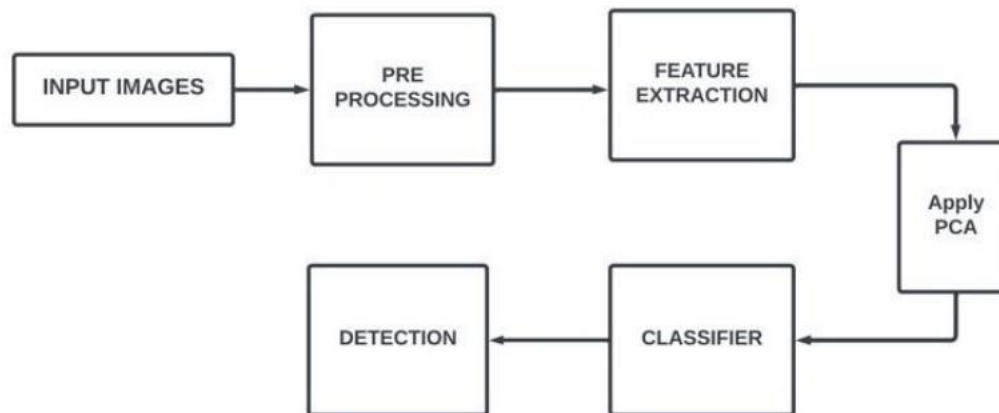 INPUT IMAGES
PRE
PROCESSING
FEATURE
EXTRACTION
Apply
PCA
CLASSIFIER
DETECTION